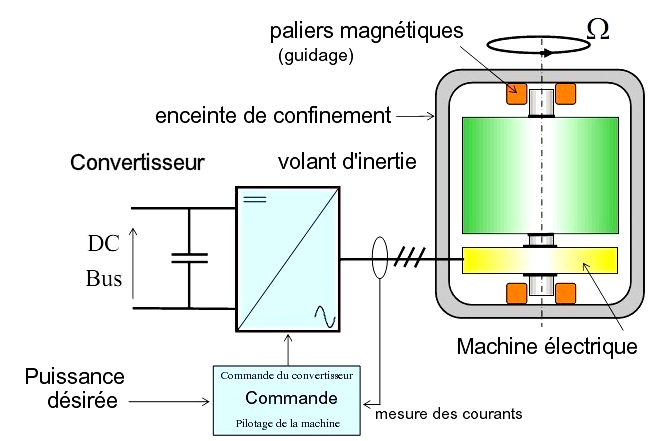 paliers magnétiques
(guidage)
Ω
enceinte de confinement
Convertisseur
volant d'inertie
DC
Bus
Machine électrique
Puissance
désirée
Commande du convertisseur
Commande
Pilotage de la machine
mesure des courants